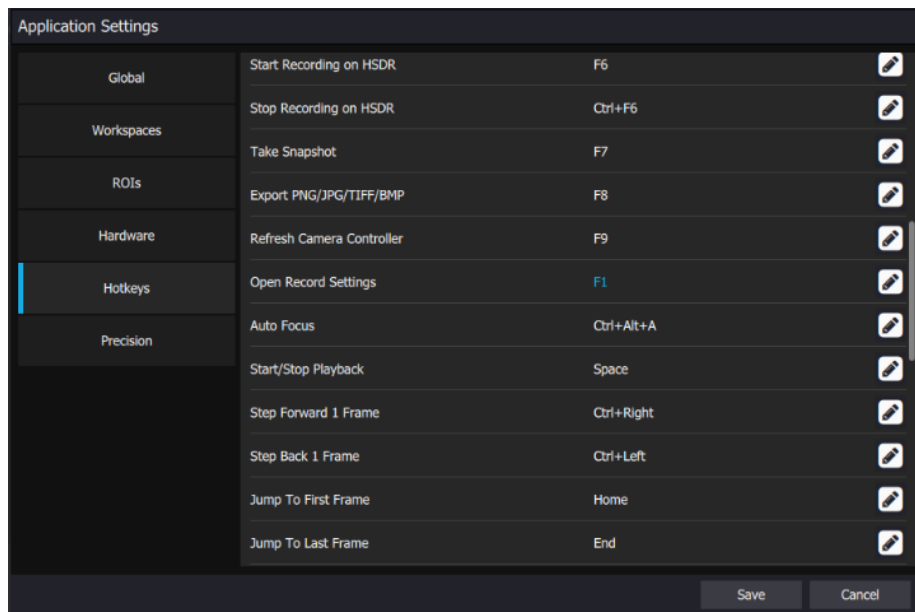 Application Settings
Global
Workspaces
ROIs
Hardware
Hotkeys
Precision
Start Recording on HSDR F6
Stop Recording on HSDR Ctrl+F6
Take Snapshot F7
Export PNG/JPG/TIFF/BMP F8
Refresh Camera Controller F9
Open Record Settings F1
Auto Focus Ctrl+Alt+A
Start/Stop Playback Space
Step Forward 1 Frame Ctrl+Right
Step Back 1 Frame Ctrl+Left
Jump To First Frame Home
Jump To Last Frame End
Save Cancel